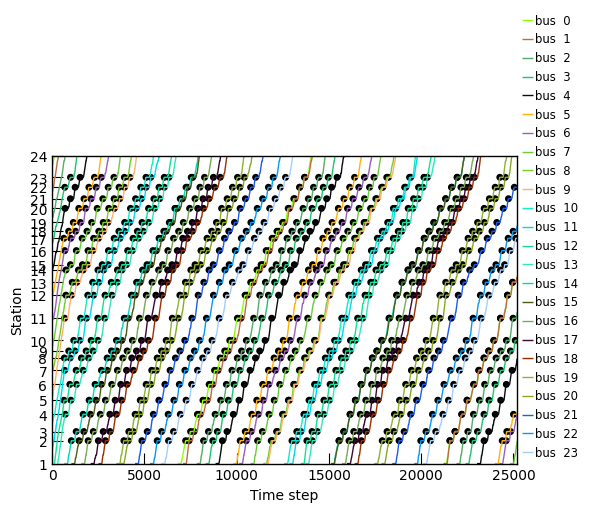 24
23
22
21
20
19
18
17
16
15
14
13
12
11
10
9
8
7
6
5
4
3
2
1
Station
0
5000
10000
15000
20000
25000
Time step
bus 0
bus 1
bus 2
bus 3
bus 4
bus 5
bus 6
bus 7
bus 8
bus 9
bus 10
bus 11
bus 12
bus 13
bus 14
bus 15
bus 16
bus 17
bus 18
bus 19
bus 20
bus 21
bus 22
bus 23